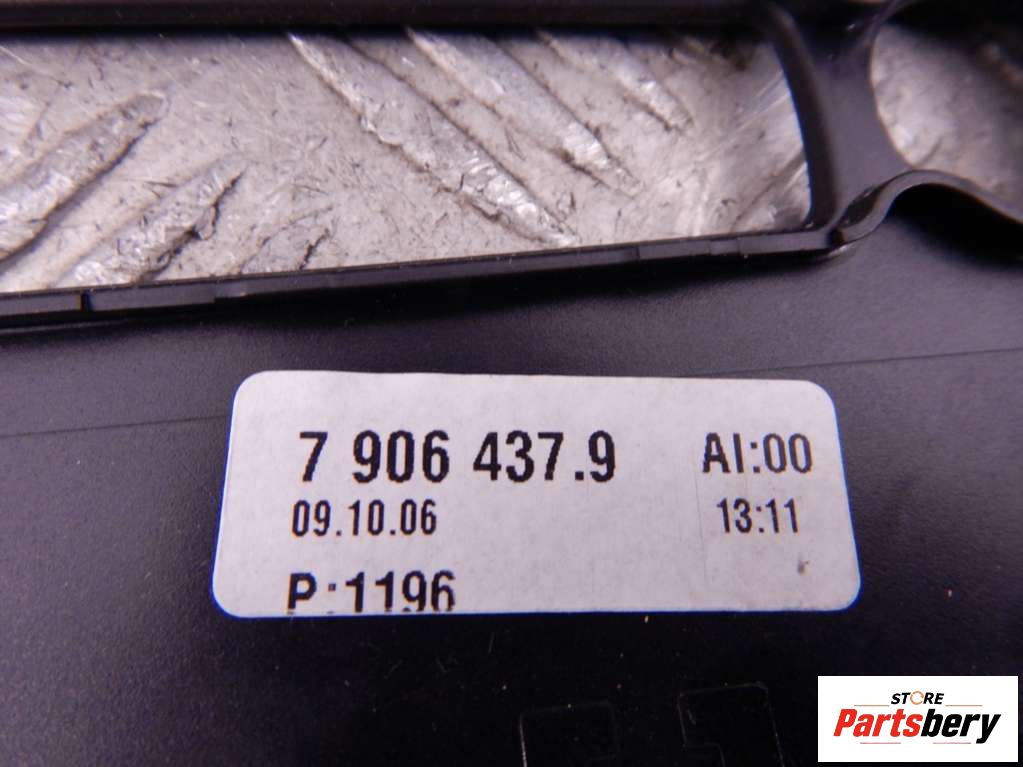 7 906 437.9 AI:00
09.10.06 13:11
P:1196
STORE
Partsbery